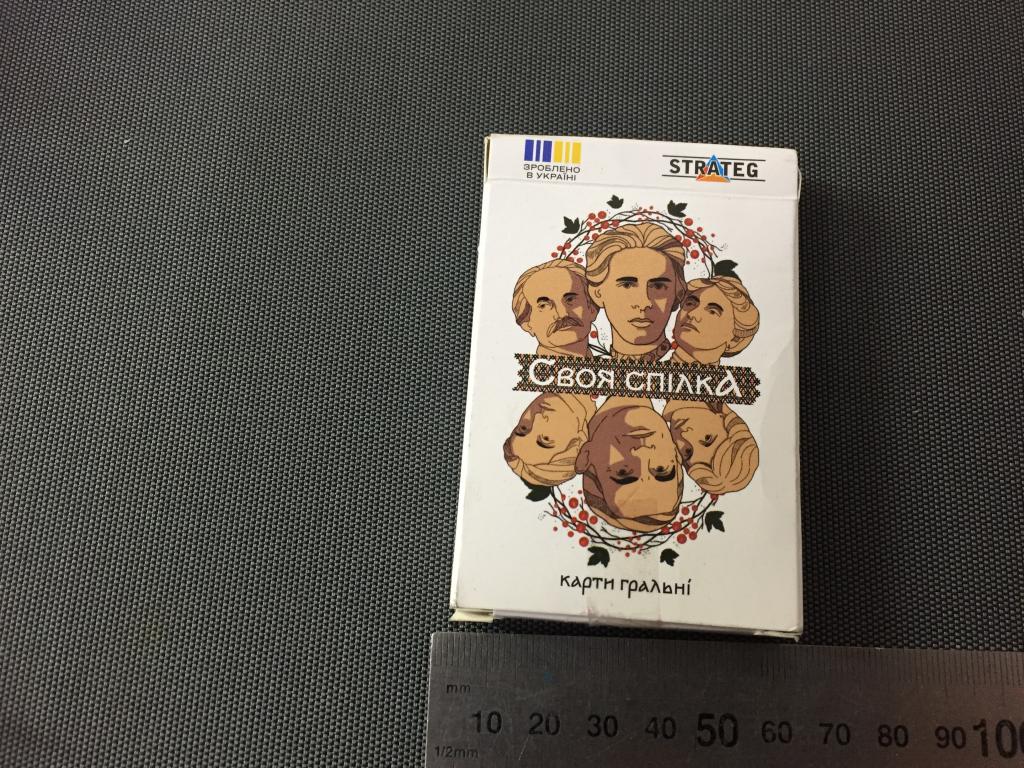 ЗРОБЛЕНО
В УКРАЇНІ
STRATEG
Своя спілка
карти гральні
mm
10 20 30 40 50 60 70 80 90 100
1/2mm